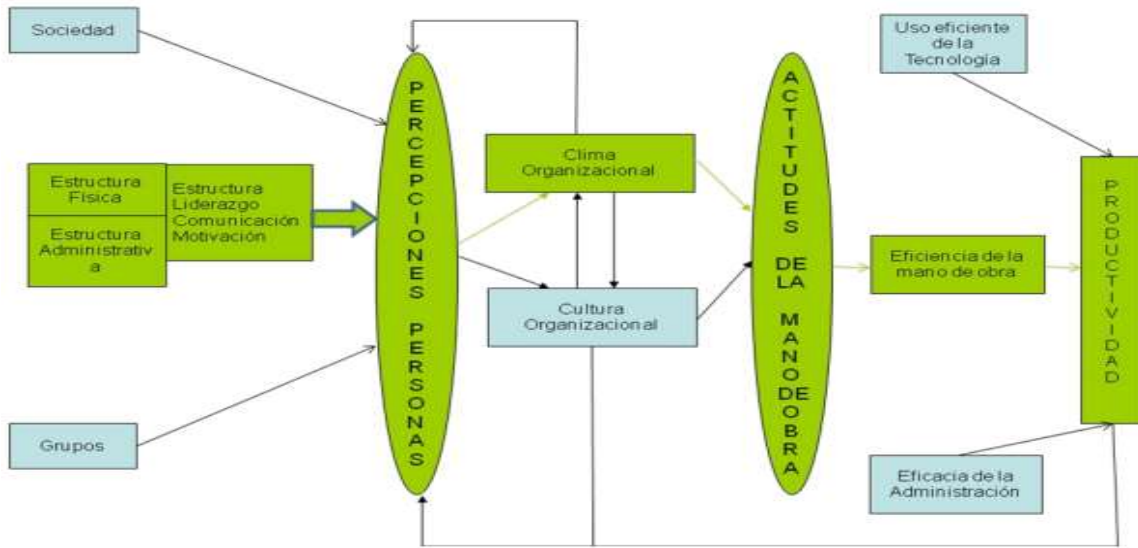 Sociedad
Estructura
Física
Estructura
Administrativ
a
Estructura
Liderazgo
Comunicación
Motivación
Grupos
PERCEPCIONES PERSONAS
Clima
Organizacional
Cultura
Organizacional
ACTITUDES DE LA MANO DE OBRA
Uso eficiente
de la
Tecnología
Eficiencia de la
mano de obra
PRODUCTIVIDAD
Eficacia de la
Administración